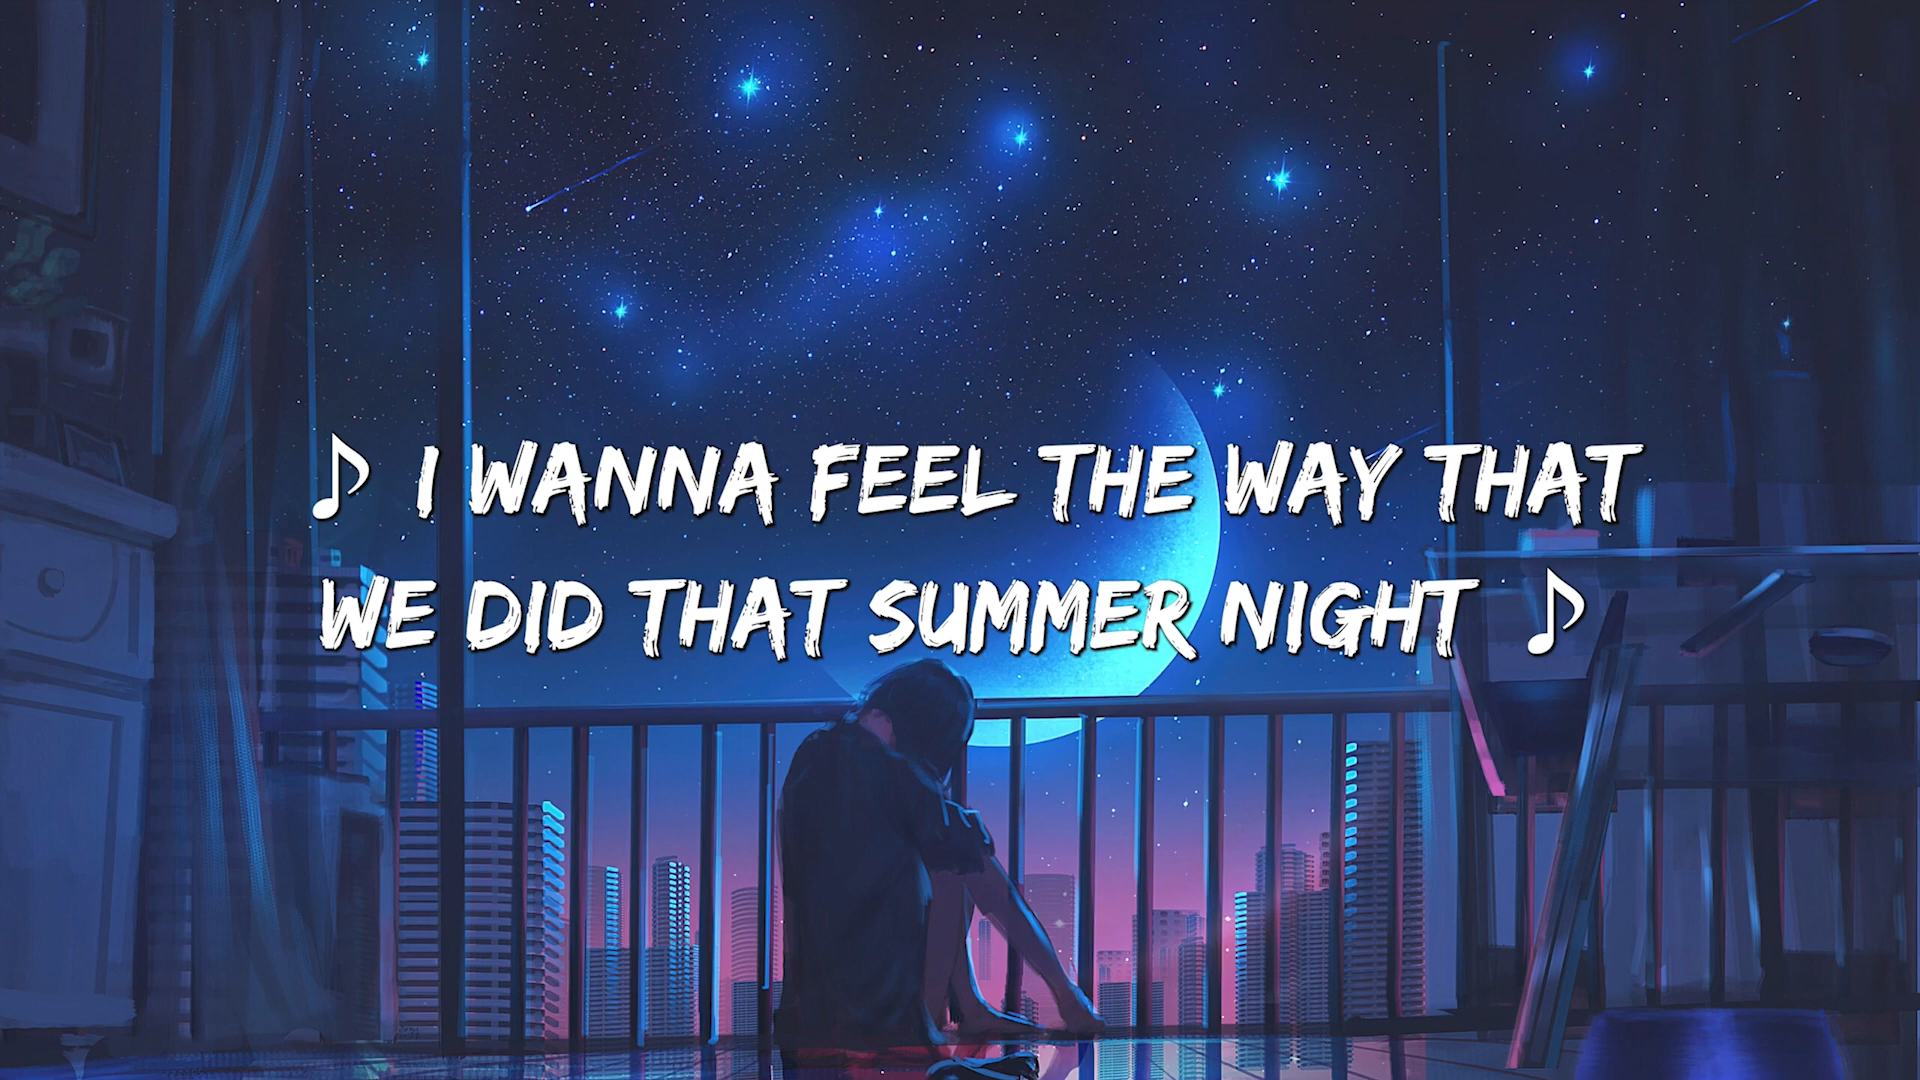 ♪ I WANNA FEEL THE WAY THAT
WE DID THAT SUMMER NIGHT ♪